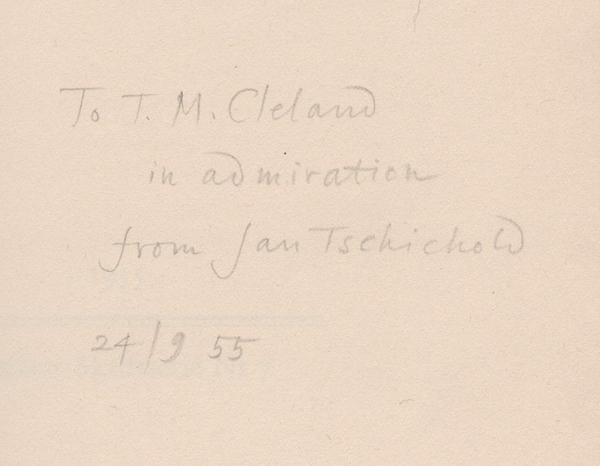 To T. M. Cleland
in admiration
from Jan Tschichold
24/9 55